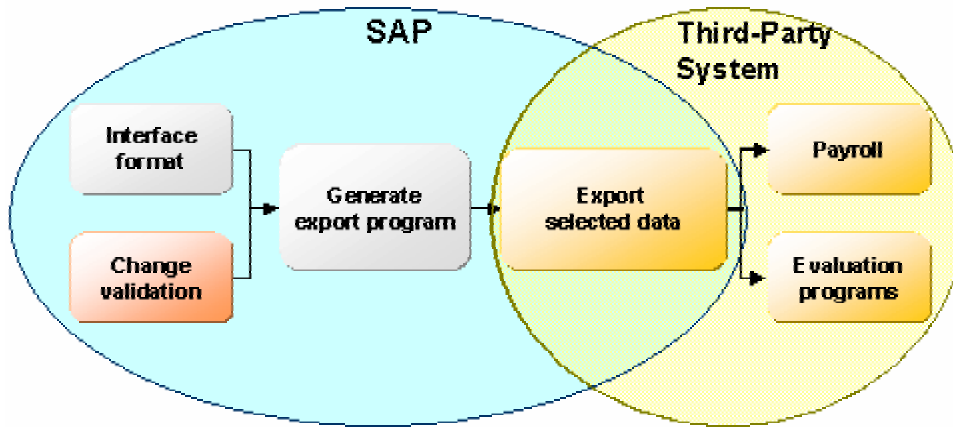 SAP
Third-Party
System
Interface
format
Change
validation
Generate
export program
Export
selected data
Payroll
Evaluation
programs